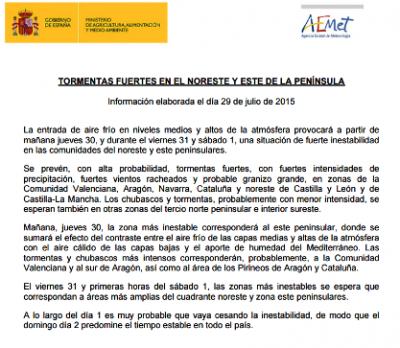 GOBIERNO
DE ESPAÑA
MINISTERIO
DE AGRICULTURA, ALIMENTACIÓN
Y MEDIO AMBIENTE
AEMet
Agencia Estatal de Meteorología
TORMENTAS FUERTES EN EL NORESTE Y ESTE DE LA PENÍNSULA
Información elaborada el día 29 de julio de 2015
La entrada de aire frío en niveles medios y altos de la atmósfera provocará a partir de
mañana jueves 30, y durante el viernes 31 y sábado 1, una situación de fuerte inestabilidad
en las comunidades del noreste y este peninsulares.
Se prevén, con alta probabilidad, tormentas fuertes, con fuertes intensidades de
precipitación, fuertes vientos racheados y probable granizo grande, en zonas de la
Comunidad Valenciana, Aragón, Navarra, Cataluña y noreste de Castilla y León y de
Castilla-La Mancha. Los chubascos y tormentas, probablemente con menor intensidad, se
esperan también en otras zonas del tercio norte peninsular e interior sureste.
Mañana, jueves 30, la zona más inestable corresponderá al este peninsular, donde se
sumará el efecto del contraste entre el aire frío de las capas medias y altas de la atmósfera
con el aire cálido de las capas bajas y el aporte de humedad del Mediterráneo. Las
tormentas y chubascos más intensos corresponderán, probablemente, a la Comunidad
Valenciana y al sur de Aragón, así como al área de los Pirineos de Aragón y Cataluña.
El viernes 31 y primeras horas del sábado 1, las zonas más inestables se espera que
correspondan a áreas más amplias del cuadrante noreste y zona este peninsulares.
A lo largo del día 1 es muy probable que vaya cesando la inestabilidad, de modo que el
domingo día 2 predomine el tiempo estable en todo el país.